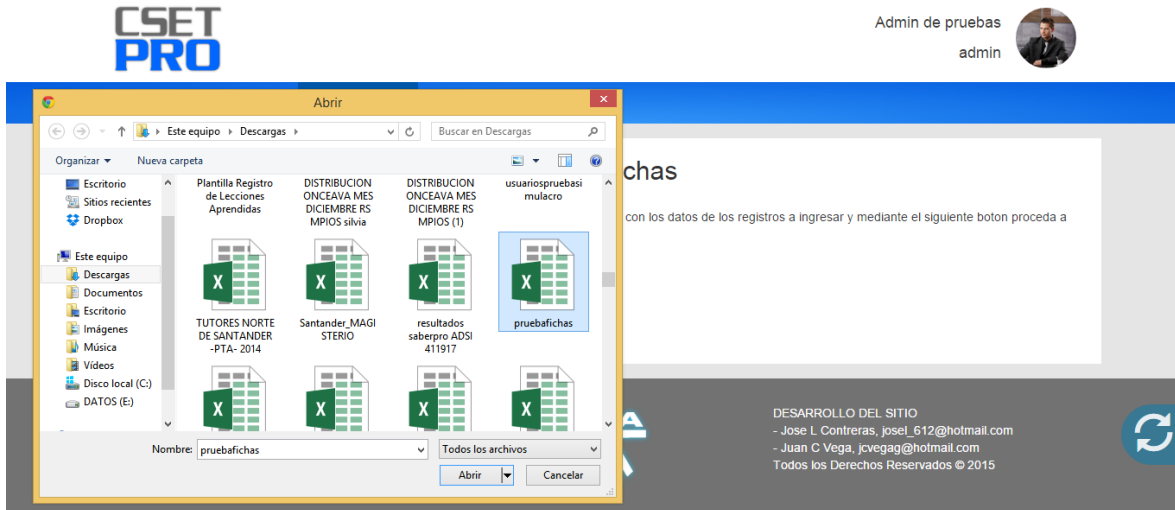 CSET
PRO
Admin de pruebas
admin
Abrir
Este equipo
Descargas
Buscar en Descargas
Organizar
Nueva carpeta
Escritorio
Sitios recientes
Dropbox
Este equipo
Descargas
Documentos
Escritorio
Imágenes
Música
Vídeos
Disco local (C:)
DATOS (E:)
Plantilla Registro
de Lecciones
Aprendidas
DISTRIBUCION
ONCEAVA MES
DICIEMBRE RS
MPIOS silvia
DISTRIBUCION
ONCEAVA MES
DICIEMBRE RS
MPIOS (1)
usuariospruebasi
mulacro
TUTORES NORTE
DE SANTANDER
-PTA- 2014
Santander_MAGI
STERIO
resultados
saberpro ADSI
411917
pruebafichas
Nombre: pruebafichas
Todos los archivos
Abrir
Cancelar
chas
con los datos de los registros a ingresar y mediante el siguiente boton proceda a
DESARROLLO DEL SITIO
- Jose L Contreras, josel_612@hotmail.com
- Juan C Vega, jcvegag@hotmail.com
Todos los Derechos Reservados © 2015